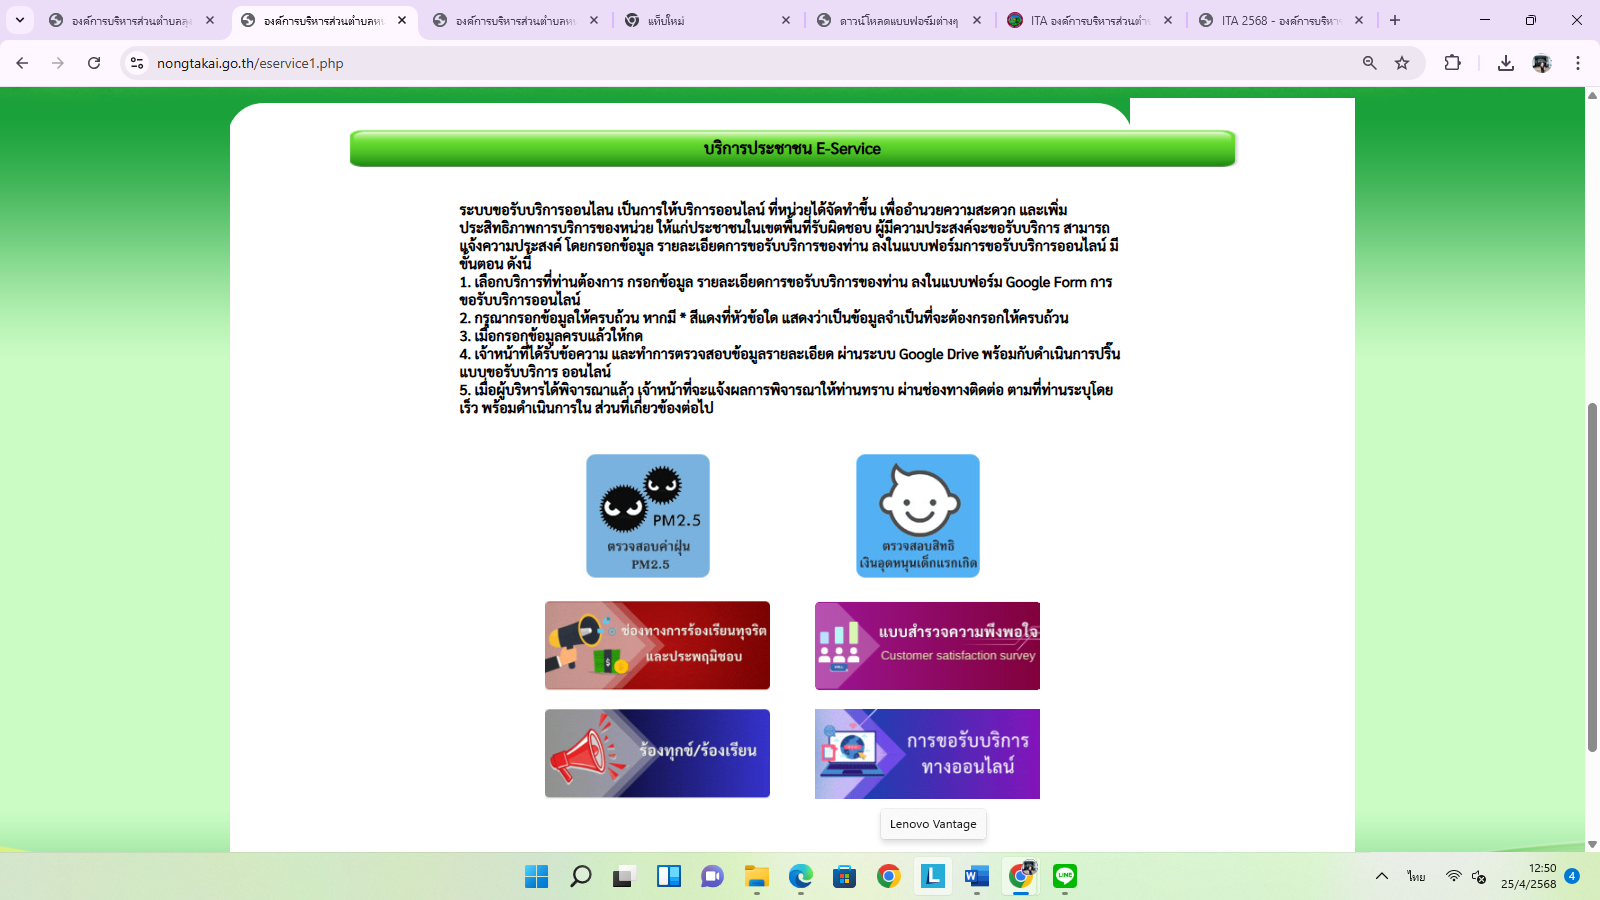 องค์การบริหารส่วนตำบลลุง
องค์การบริหารส่วนตำบลหน
องค์การบริหารส่วนตำบลหน
แท็บใหม่
ดาวน์โหลดแบบฟอร์มต่างๆ
ITA องค์การบริหารส่วนตำบ
ITA 2568 - องค์การบริหาร
nongtakai.go.th/eservice1.php
บริการประชาชน E-Service
ระบบขอรับบริการออนไลน เป็นการให้บริการออนไลน์ ที่หน่วยได้จัดทำขึ้น เพื่ออำนวยความสะดวก และเพิ่ม
ประสิทธิภาพการบริการของหน่วย ให้แก่ประชาชนในเขตพื้นที่รับผิดชอบ ผู้มีความประสงค์จะขอรับบริการ สามารถ
แจ้งความประสงค์ โดยกรอกข้อมูล รายละเอียดการขอรับบริการของท่าน ลงในแบบฟอร์มการขอรับบริการออนไลน์ มี
ขั้นตอน ดังนี้
1. เลือกบริการที่ท่านต้องการ กรอกข้อมูล รายละเอียดการขอรับบริการของท่าน ลงในแบบฟอร์ม Google Form การ
ขอรับบริการออนไลน์
2. กรุณากรอกข้อมูลให้ครบถ้วน หากมี * สีแดงที่หัวข้อใด แสดงว่าเป็นข้อมูลจำเป็นที่จะต้องกรอกให้ครบถ้วน
3. เมื่อกรอกข้อมูลครบแล้วให้กด
4. เจ้าหน้าที่ได้รับข้อความ และทำการตรวจสอบข้อมูลรายละเอียด ผ่านระบบ Google Drive พร้อมกับดำเนินการปริ๊น
แบบขอรับบริการ ออนไลน์
5. เมื่อผู้บริหารได้พิจารณาแล้ว เจ้าหน้าที่จะแจ้งผลการพิจารณาให้ท่านทราบ ผ่านช่องทางติดต่อ ตามที่ท่านระบุโดย
เร็ว พร้อมดำเนินการใน ส่วนที่เกี่ยวข้องต่อไป
PM2.5
ตรวจสอบค่าฝุ่น
PM2.5
ตรวจสอบสิทธิ
เงินอุดหนุนเด็กแรกเกิด
ช่องทางการร้องเรียนทุจริต
และประพฤมิชอบ
แบบสำรวจความพึงพอใจ
Customer satisfaction survey
ร้องทุกข์/ร้องเรียน
การขอรับบริการ
ทางออนไลน์
Lenovo Vantage
ไทย
12:50
25/4/2568
4